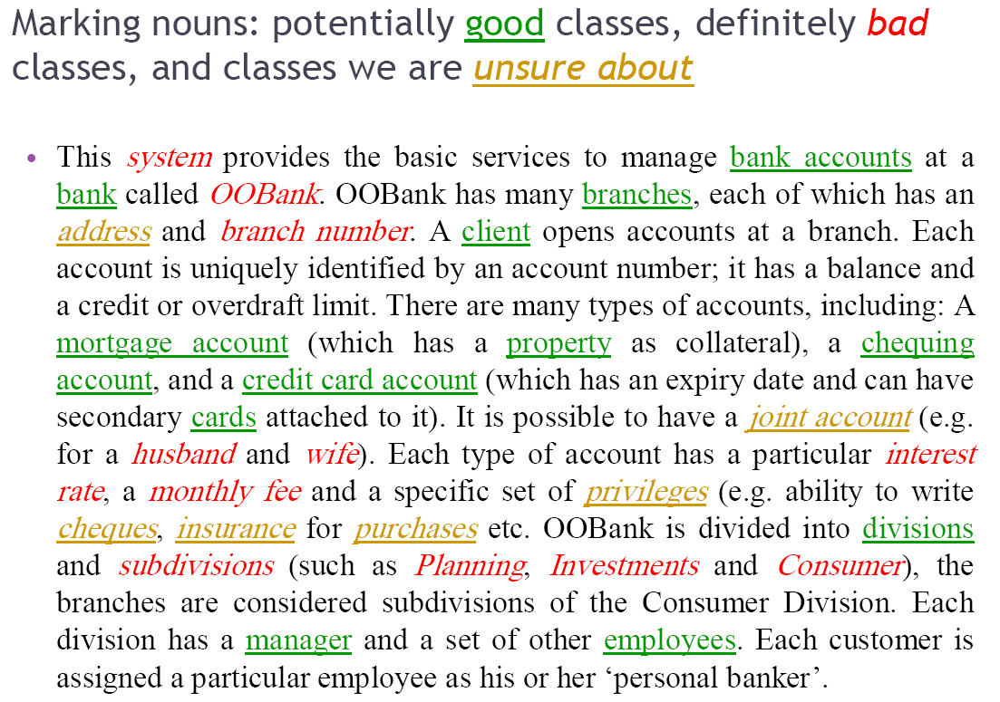 Marking nouns: potentially good classes, definitely bad
classes, and classes we are unsure about
• This system provides the basic services to manage bank accounts at a
bank called OOBank. OOBank has many branches, each of which has an
address and branch number. A client opens accounts at a branch. Each
account is uniquely identified by an account number; it has a balance and
a credit or overdraft limit. There are many types of accounts, including: A
mortgage account (which has a property as collateral), a chequing
account, and a credit card account (which has an expiry date and can have
secondary cards attached to it). It is possible to have a joint account (e.g.
for a husband and wife). Each type of account has a particular interest
rate, a monthly fee and a specific set of privileges (e.g. ability to write
cheques, insurance for purchases etc. OOBank is divided into divisions
and subdivisions (such as Planning, Investments and Consumer), the
branches are considered subdivisions of the Consumer Division. Each
division has a manager and a set of other employees. Each customer is
assigned a particular employee as his or her ‘personal banker’.